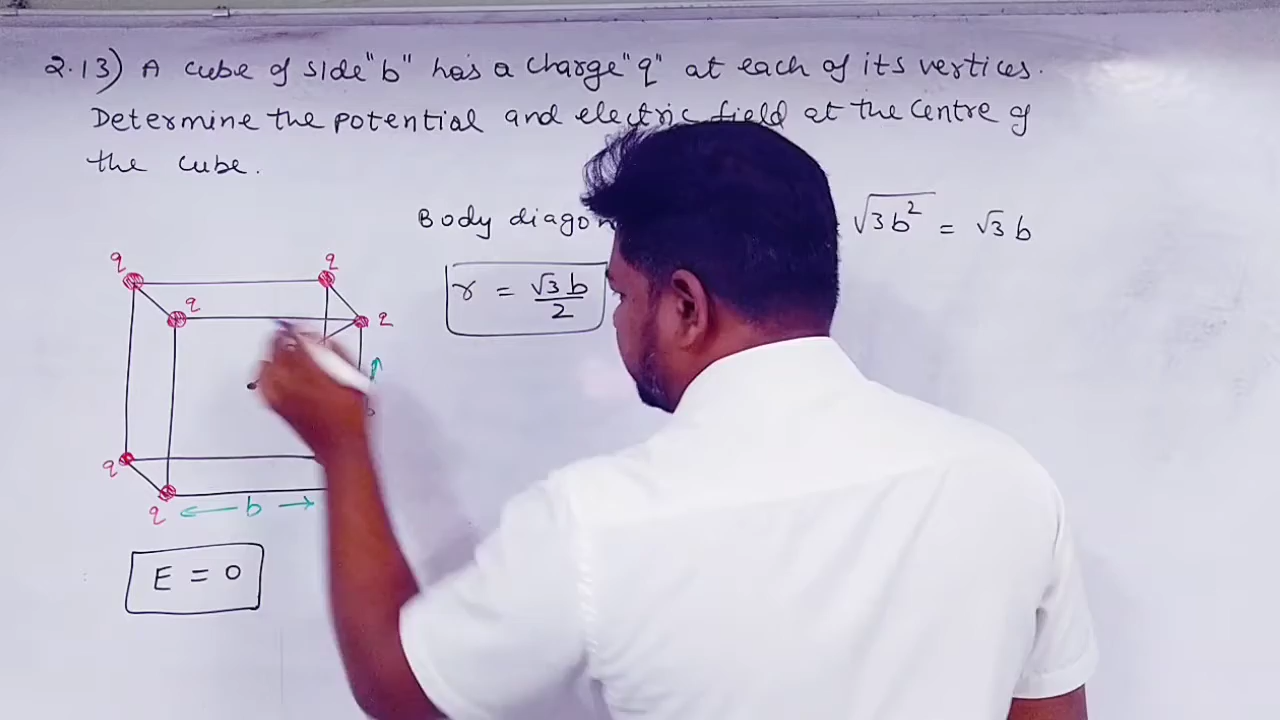 2.13) A cube of side "b" has a charge "q" at each of its vertices.
Determine the potential and electric field at the centre of
the cube.
Body √3b² = √3 b
r = √3 b / 2
q q
q q
q
q
b
E = 0